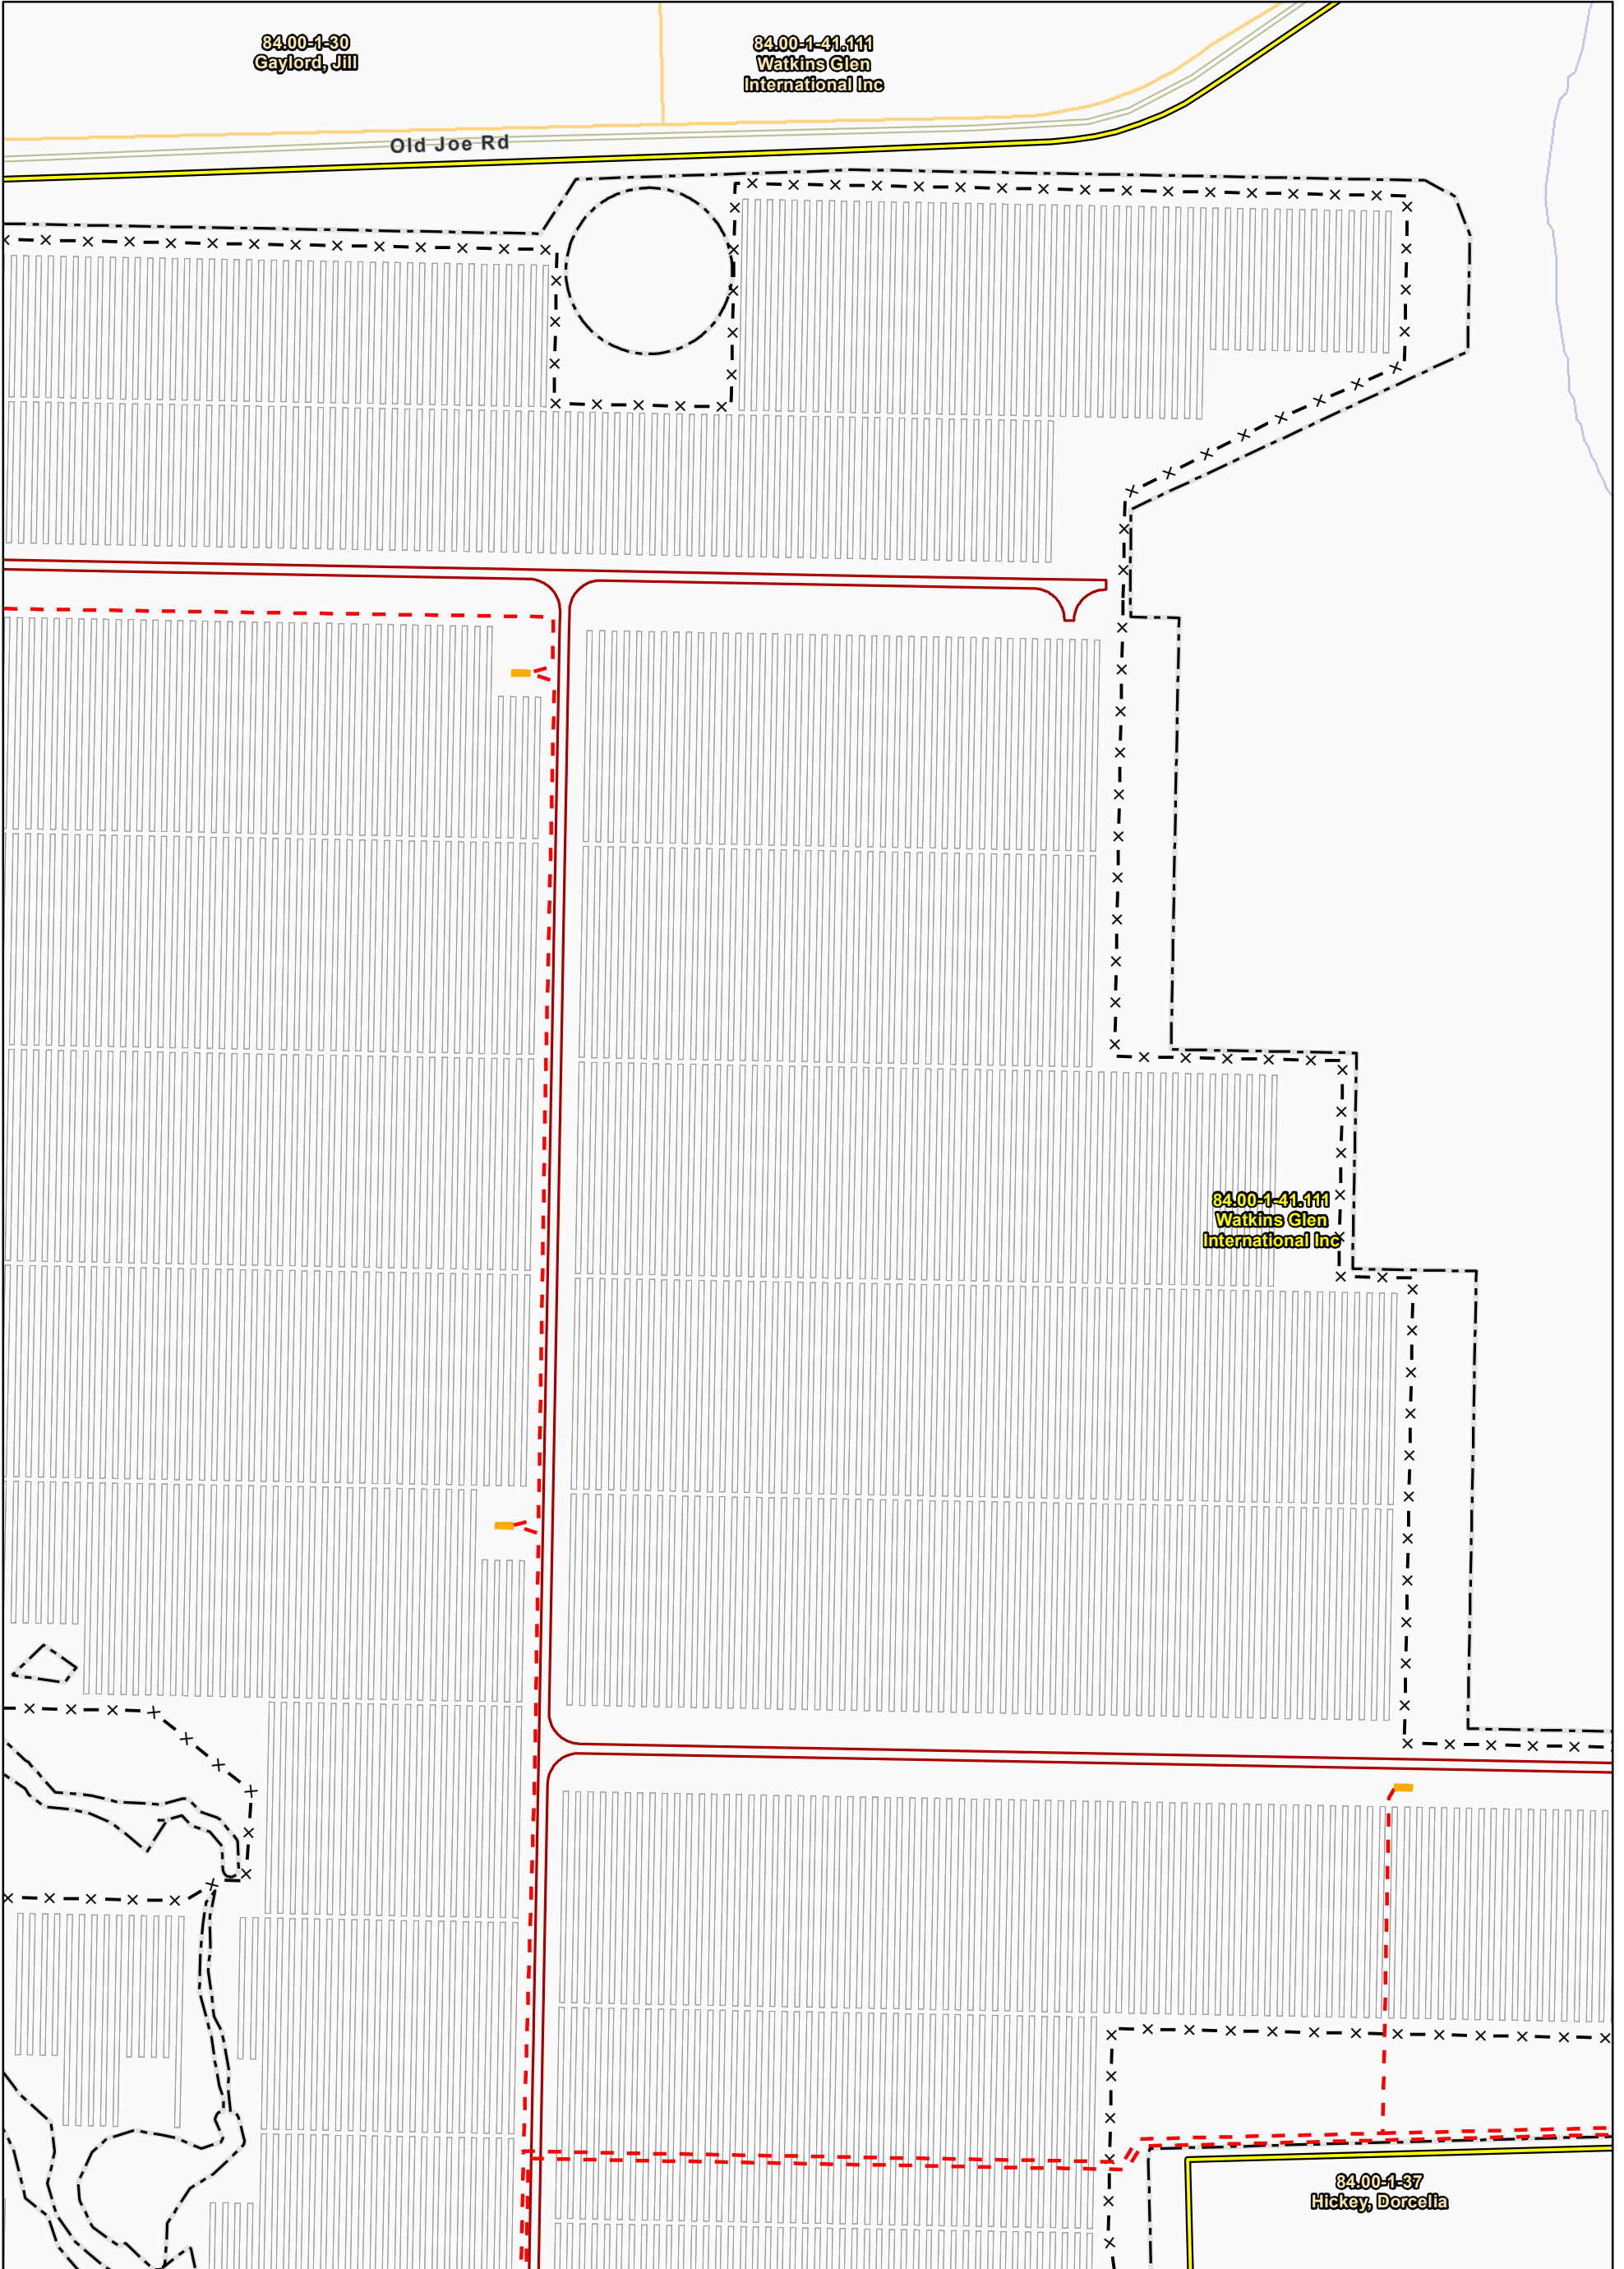 84.00-1-30
Gaylord, Jill
84.00-1-41.111
Watkins Glen
International Inc
Old Joe Rd
84.00-1-41.111
Watkins Glen
International Inc
84.00-1-37
Hickey, Dorcelia